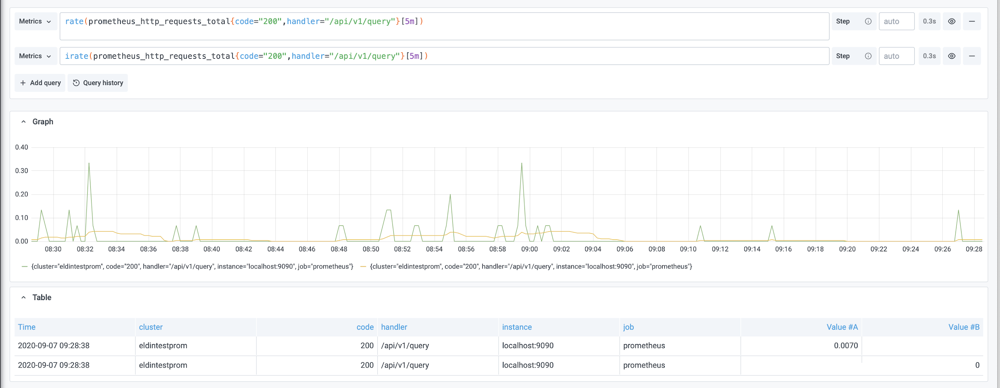 Metrics rate(prometheus_http_requests_total{code="200",handler="/api/v1/query"}[5m]) Step auto 0.3s
Metrics irate(prometheus_http_requests_total{code="200",handler="/api/v1/query"}[5m]) Step auto 0.3s
+ Add query Query history
Graph
0.40
0.30
0.20
0.10
0.00
08:30 08:32 08:34 08:36 08:38 08:40 08:42 08:44 08:46 08:48 08:50 08:52 08:54 08:56 08:58 09:00 09:02 09:04 09:06 09:08 09:10 09:12 09:14 09:16 09:18 09:20 09:22 09:24 09:26 09:28
{cluster="eldintestprom", code="200", handler="/api/v1/query", instance="localhost:9090", job="prometheus"} {cluster="eldintestprom", code="200", handler="/api/v1/query", instance="localhost:9090", job="prometheus"}
Table
Time cluster code handler instance job Value #A Value #B
2020-09-07 09:28:38 eldintestprom 200 /api/v1/query localhost:9090 prometheus 0.0070
2020-09-07 09:28:38 eldintestprom 200 /api/v1/query localhost:9090 prometheus 0